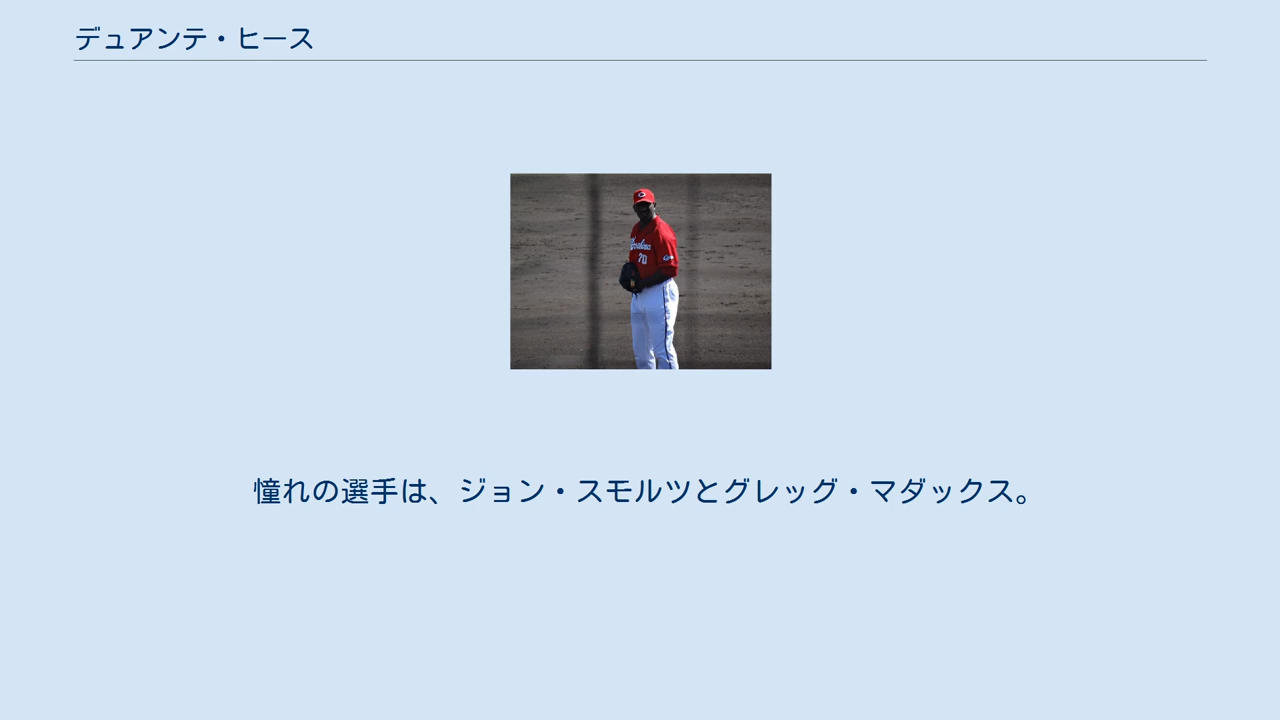 デュアンテ・ヒース
70
憧れの選手は、ジョン・スモルツとグレッグ・マダックス。